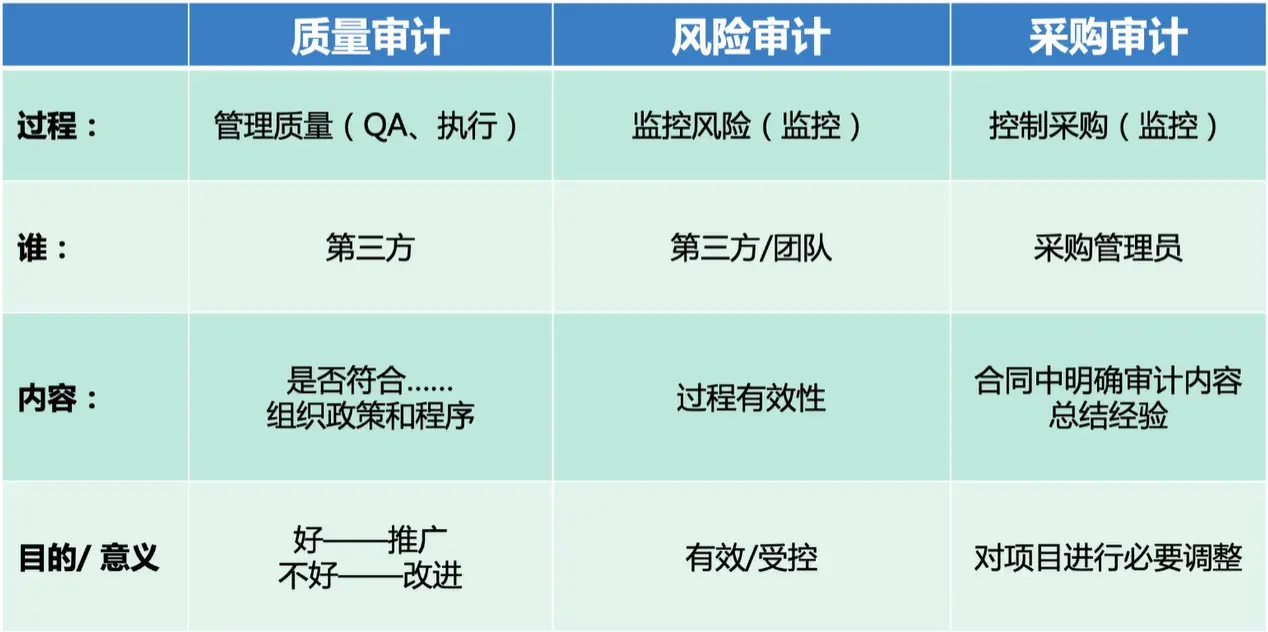 质量审计 风险审计 采购审计
过程： 管理质量（QA、执行） 监控风险（监控） 控制采购（监控）
谁： 第三方 第三方/团队 采购管理员
内容： 是否符合…… 过程有效性 合同中明确审计内容
组织政策和程序 总结经验
目的/ 意义 好——推广 有效/受控 对项目进行必要调整
不好——改进